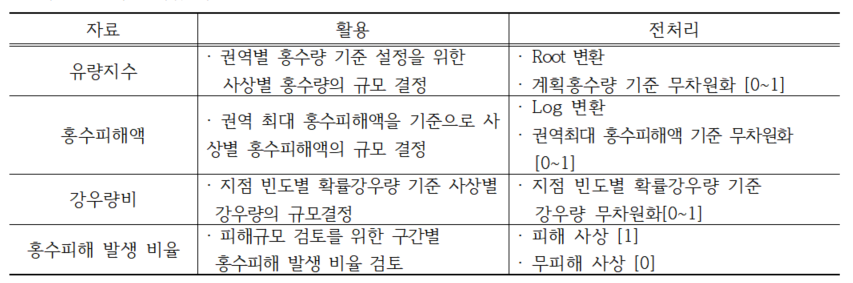 자료 활용 전처리
유량지수
· 권역별 홍수량 기준 설정을 위한
사상별 홍수량의 규모 결정
· Root 변환
· 계획홍수량 기준 무차원화 [0~1]
홍수피해액
· 권역 최대 홍수피해액을 기준으로 사
상별 홍수피해액의 규모 결정
· Log 변환
· 권역최대 홍수피해액 기준 무차원화
[0~1]
강우량비
· 지점 빈도별 확률강우량 기준 사상별
강우량의 규모결정
· 지점 빈도별 확률강우량 기준
강우량 무차원화[0~1]
홍수피해 발생 비율
· 피해규모 검토를 위한 구간별
홍수피해 발생 비율 검토
· 피해 사상 [1]
· 무피해 사상 [0]